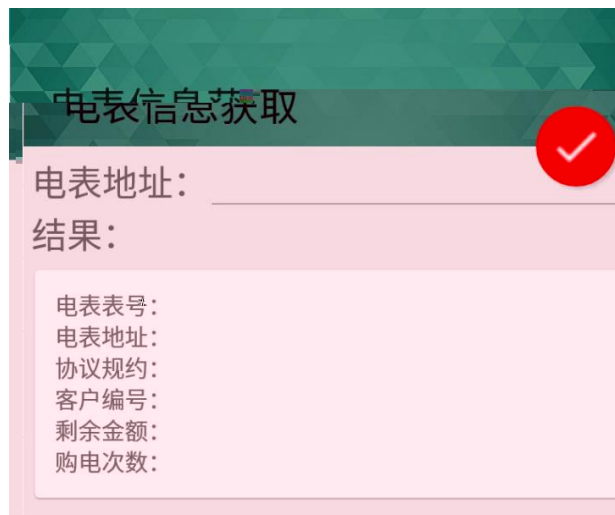 电表信息获取
电表地址：
结果：
电表表号：
电表地址：
协议规约：
客户编号：
剩余金额：
购电次数：